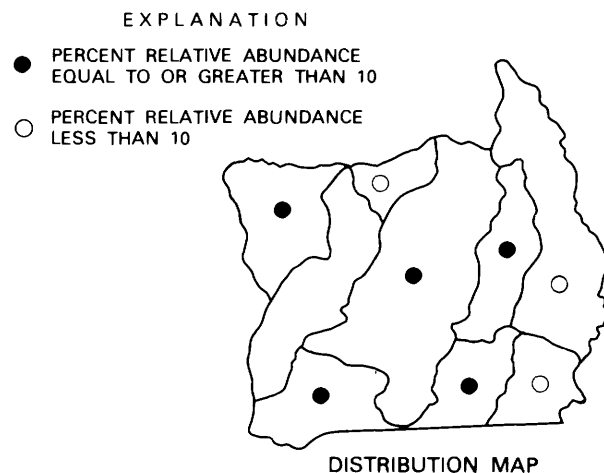 EXPLANATION
PERCENT RELATIVE ABUNDANCE
EQUAL TO OR GREATER THAN 10
PERCENT RELATIVE ABUNDANCE
LESS THAN 10
DISTRIBUTION MAP